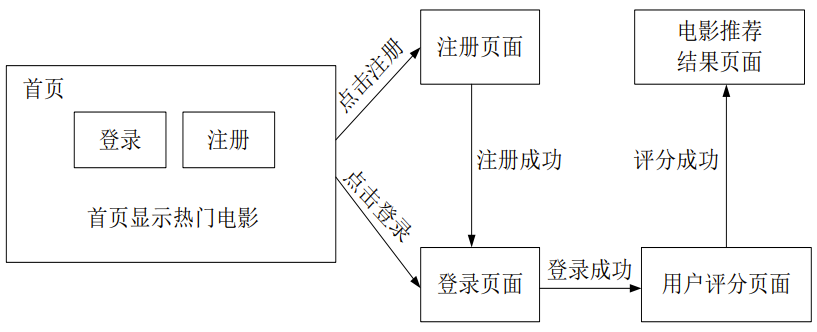 首页
登录
注册
首页显示热门电影
点击注册
点击登录
注册页面
注册成功
登录页面
登录成功
用户评分页面
评分成功
电影推荐
结果页面